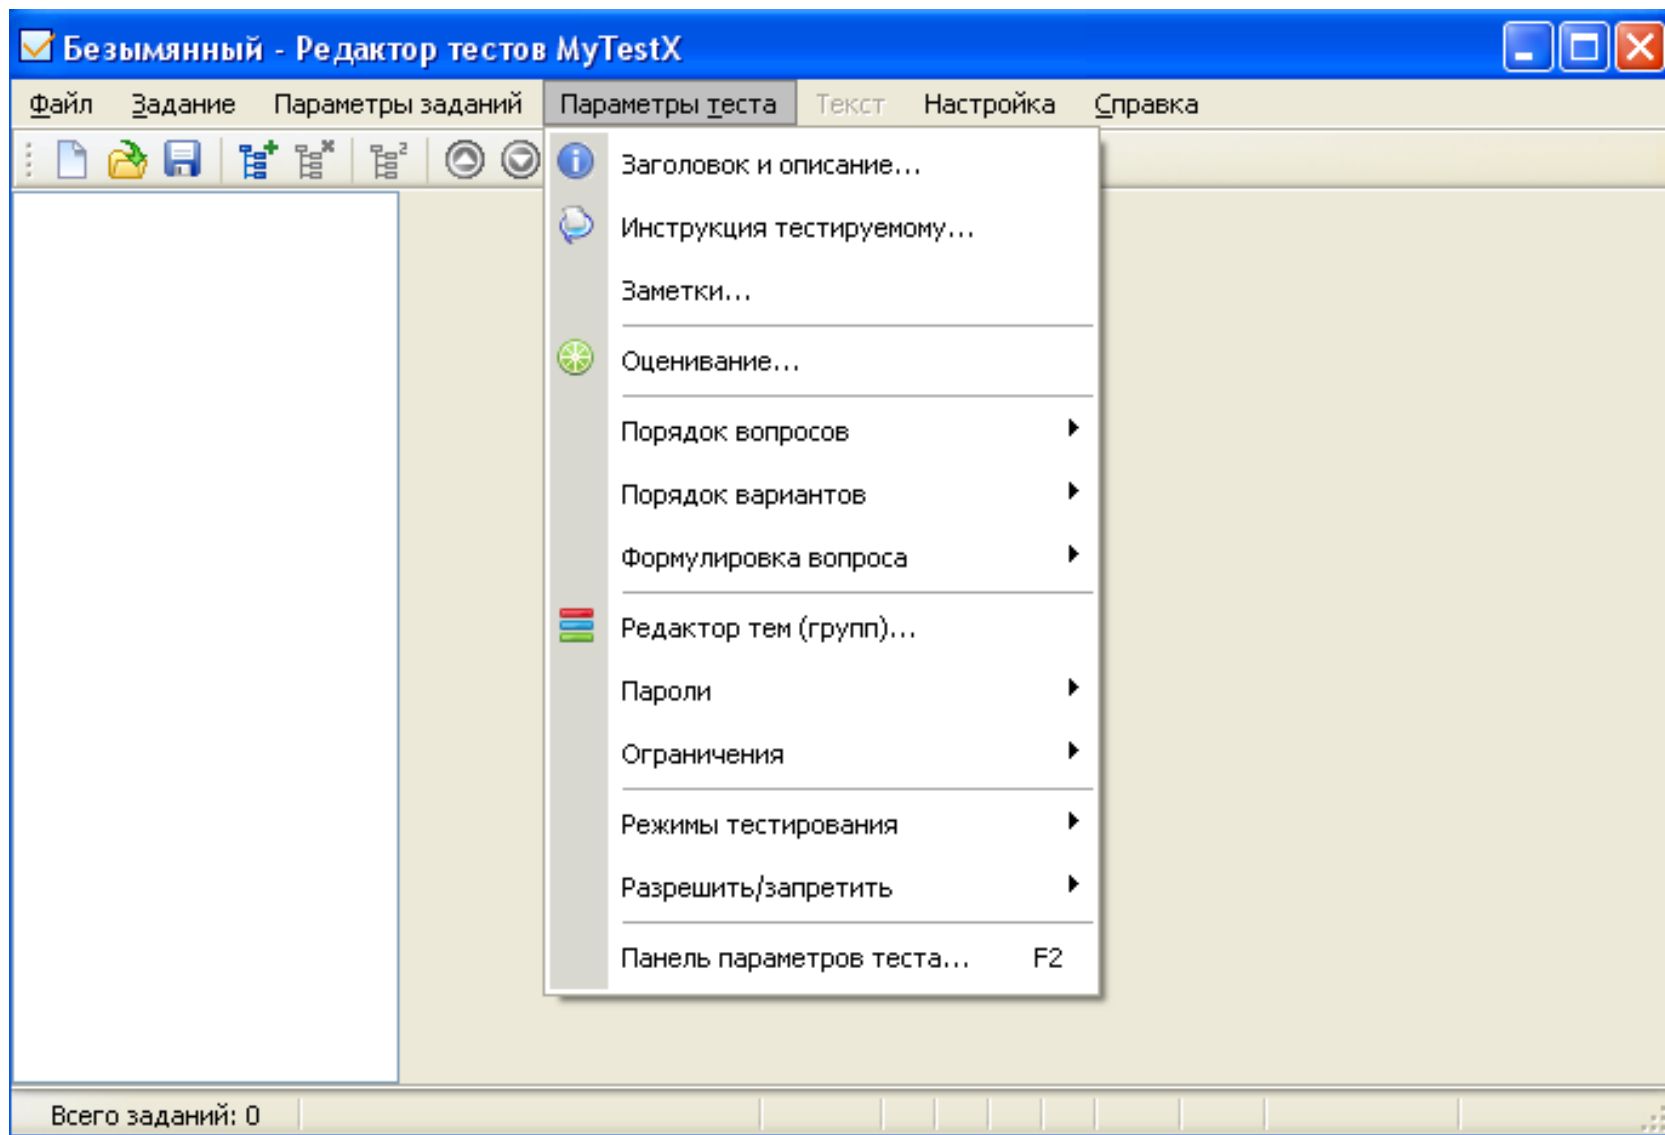 Безымянный - Редактор тестов MyTestX
Файл Задание Параметры заданий Параметры теста Текст Настройка Справка
Заголовок и описание...
Инструкция тестируемому...
Заметки...
Оценивание...
Порядок вопросов
Порядок вариантов
Формулировка вопроса
Редактор тем (групп)...
Пароли
Ограничения
Режимы тестирования
Разрешить/запретить
Панель параметров теста... F2
Всего заданий: 0